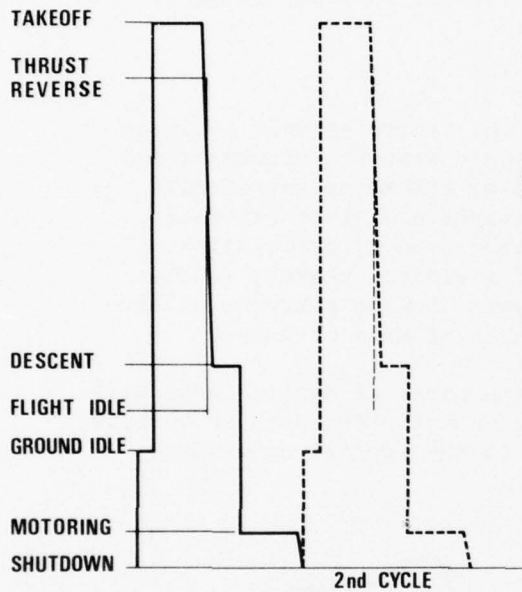 TAKEOFF
THRUST
REVERSE
DESCENT
FLIGHT IDLE
GROUND IDLE
MOTORING
SHUTDOWN
2nd CYCLE